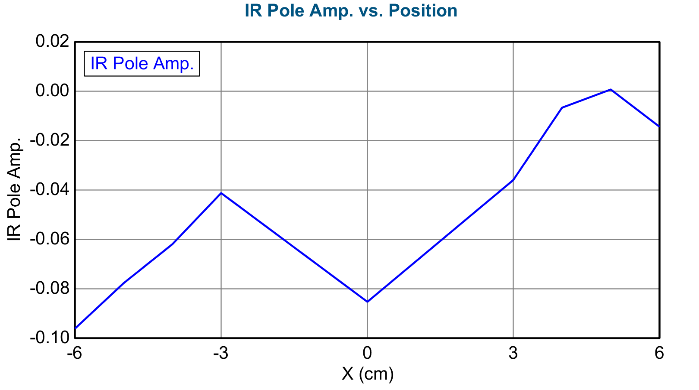 IR Pole Amp. vs. Position
IR Pole Amp.
0.02
0.00
-0.02
-0.04
-0.06
-0.08
-0.10
IR Pole Amp.
-6 -3 0 3 6
X (cm)